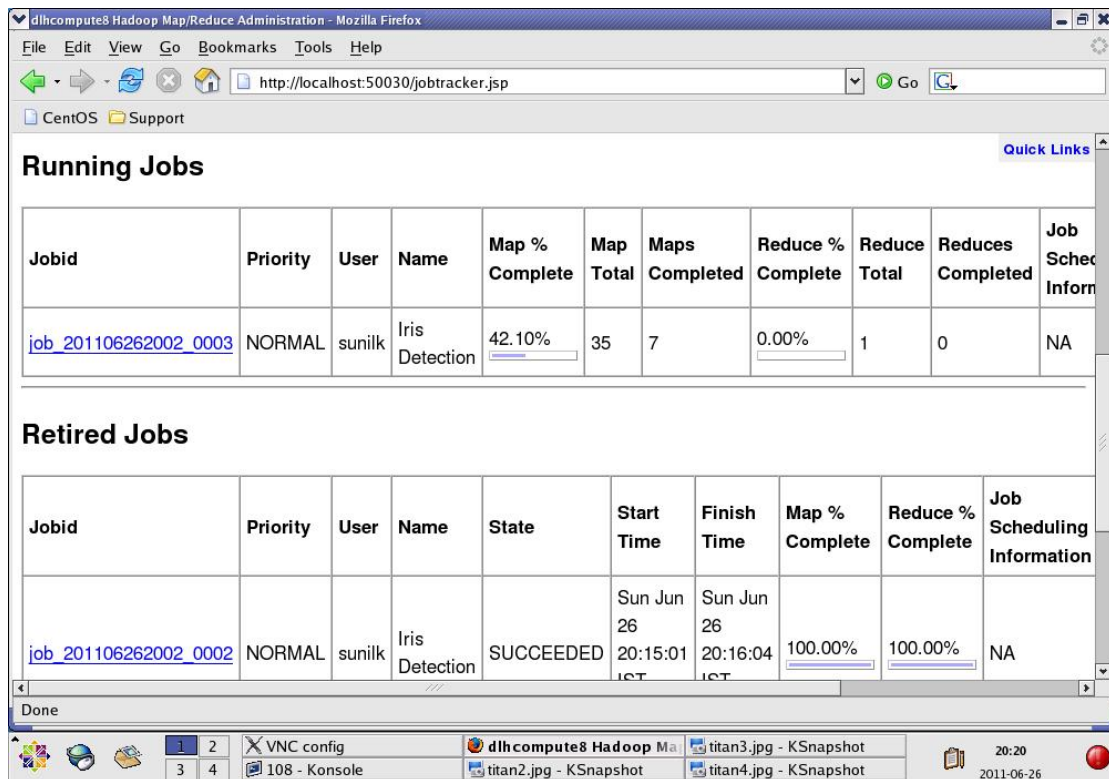 dlhcompute8 Hadoop Map/Reduce Administration - Mozilla Firefox
File Edit View Go Bookmarks Tools Help
http://localhost:50030/jobtracker.jsp Go G
CentOS Support
Quick Links
Running Jobs
Jobid Priority User Name Map % Complete Map Total Maps Completed Reduce % Complete Reduce Total Reduces Completed Job Sched Inform
job_201106262002_0003 NORMAL sunilk Iris Detection 42.10% 35 7 0.00% 1 0 NA
Retired Jobs
Jobid Priority User Name State Start Time Finish Time Map % Complete Reduce % Complete Job Scheduling Information
job_201106262002_0002 NORMAL sunilk Iris Detection SUCCEEDED Sun Jun 26 20:15:01 IST Sun Jun 26 20:16:04 IST 100.00% 100.00% NA
Done
1 2 VNC config dlhcompute8 Hadoop Ma titan3.jpg - KSnapshot 20:20
3 4 108 - Konsole titan2.jpg - KSnapshot titan4.jpg - KSnapshot 2011-06-26